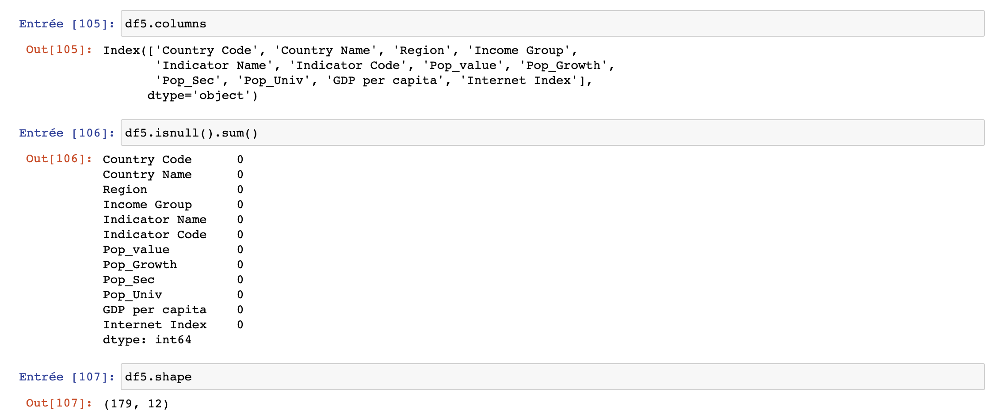 Entrée [105]: df5.columns
Out[105]: Index(['Country Code', 'Country Name', 'Region', 'Income Group',
'Indicator Name', 'Indicator Code', 'Pop_value', 'Pop_Growth',
'Pop_Sec', 'Pop_Univ', 'GDP per capita', 'Internet Index'],
dtype='object')
Entrée [106]: df5.isnull().sum()
Out[106]: Country Code 0
Country Name 0
Region 0
Income Group 0
Indicator Name 0
Indicator Code 0
Pop_value 0
Pop_Growth 0
Pop_Sec 0
Pop_Univ 0
GDP per capita 0
Internet Index 0
dtype: int64
Entrée [107]: df5.shape
Out[107]: (179, 12)